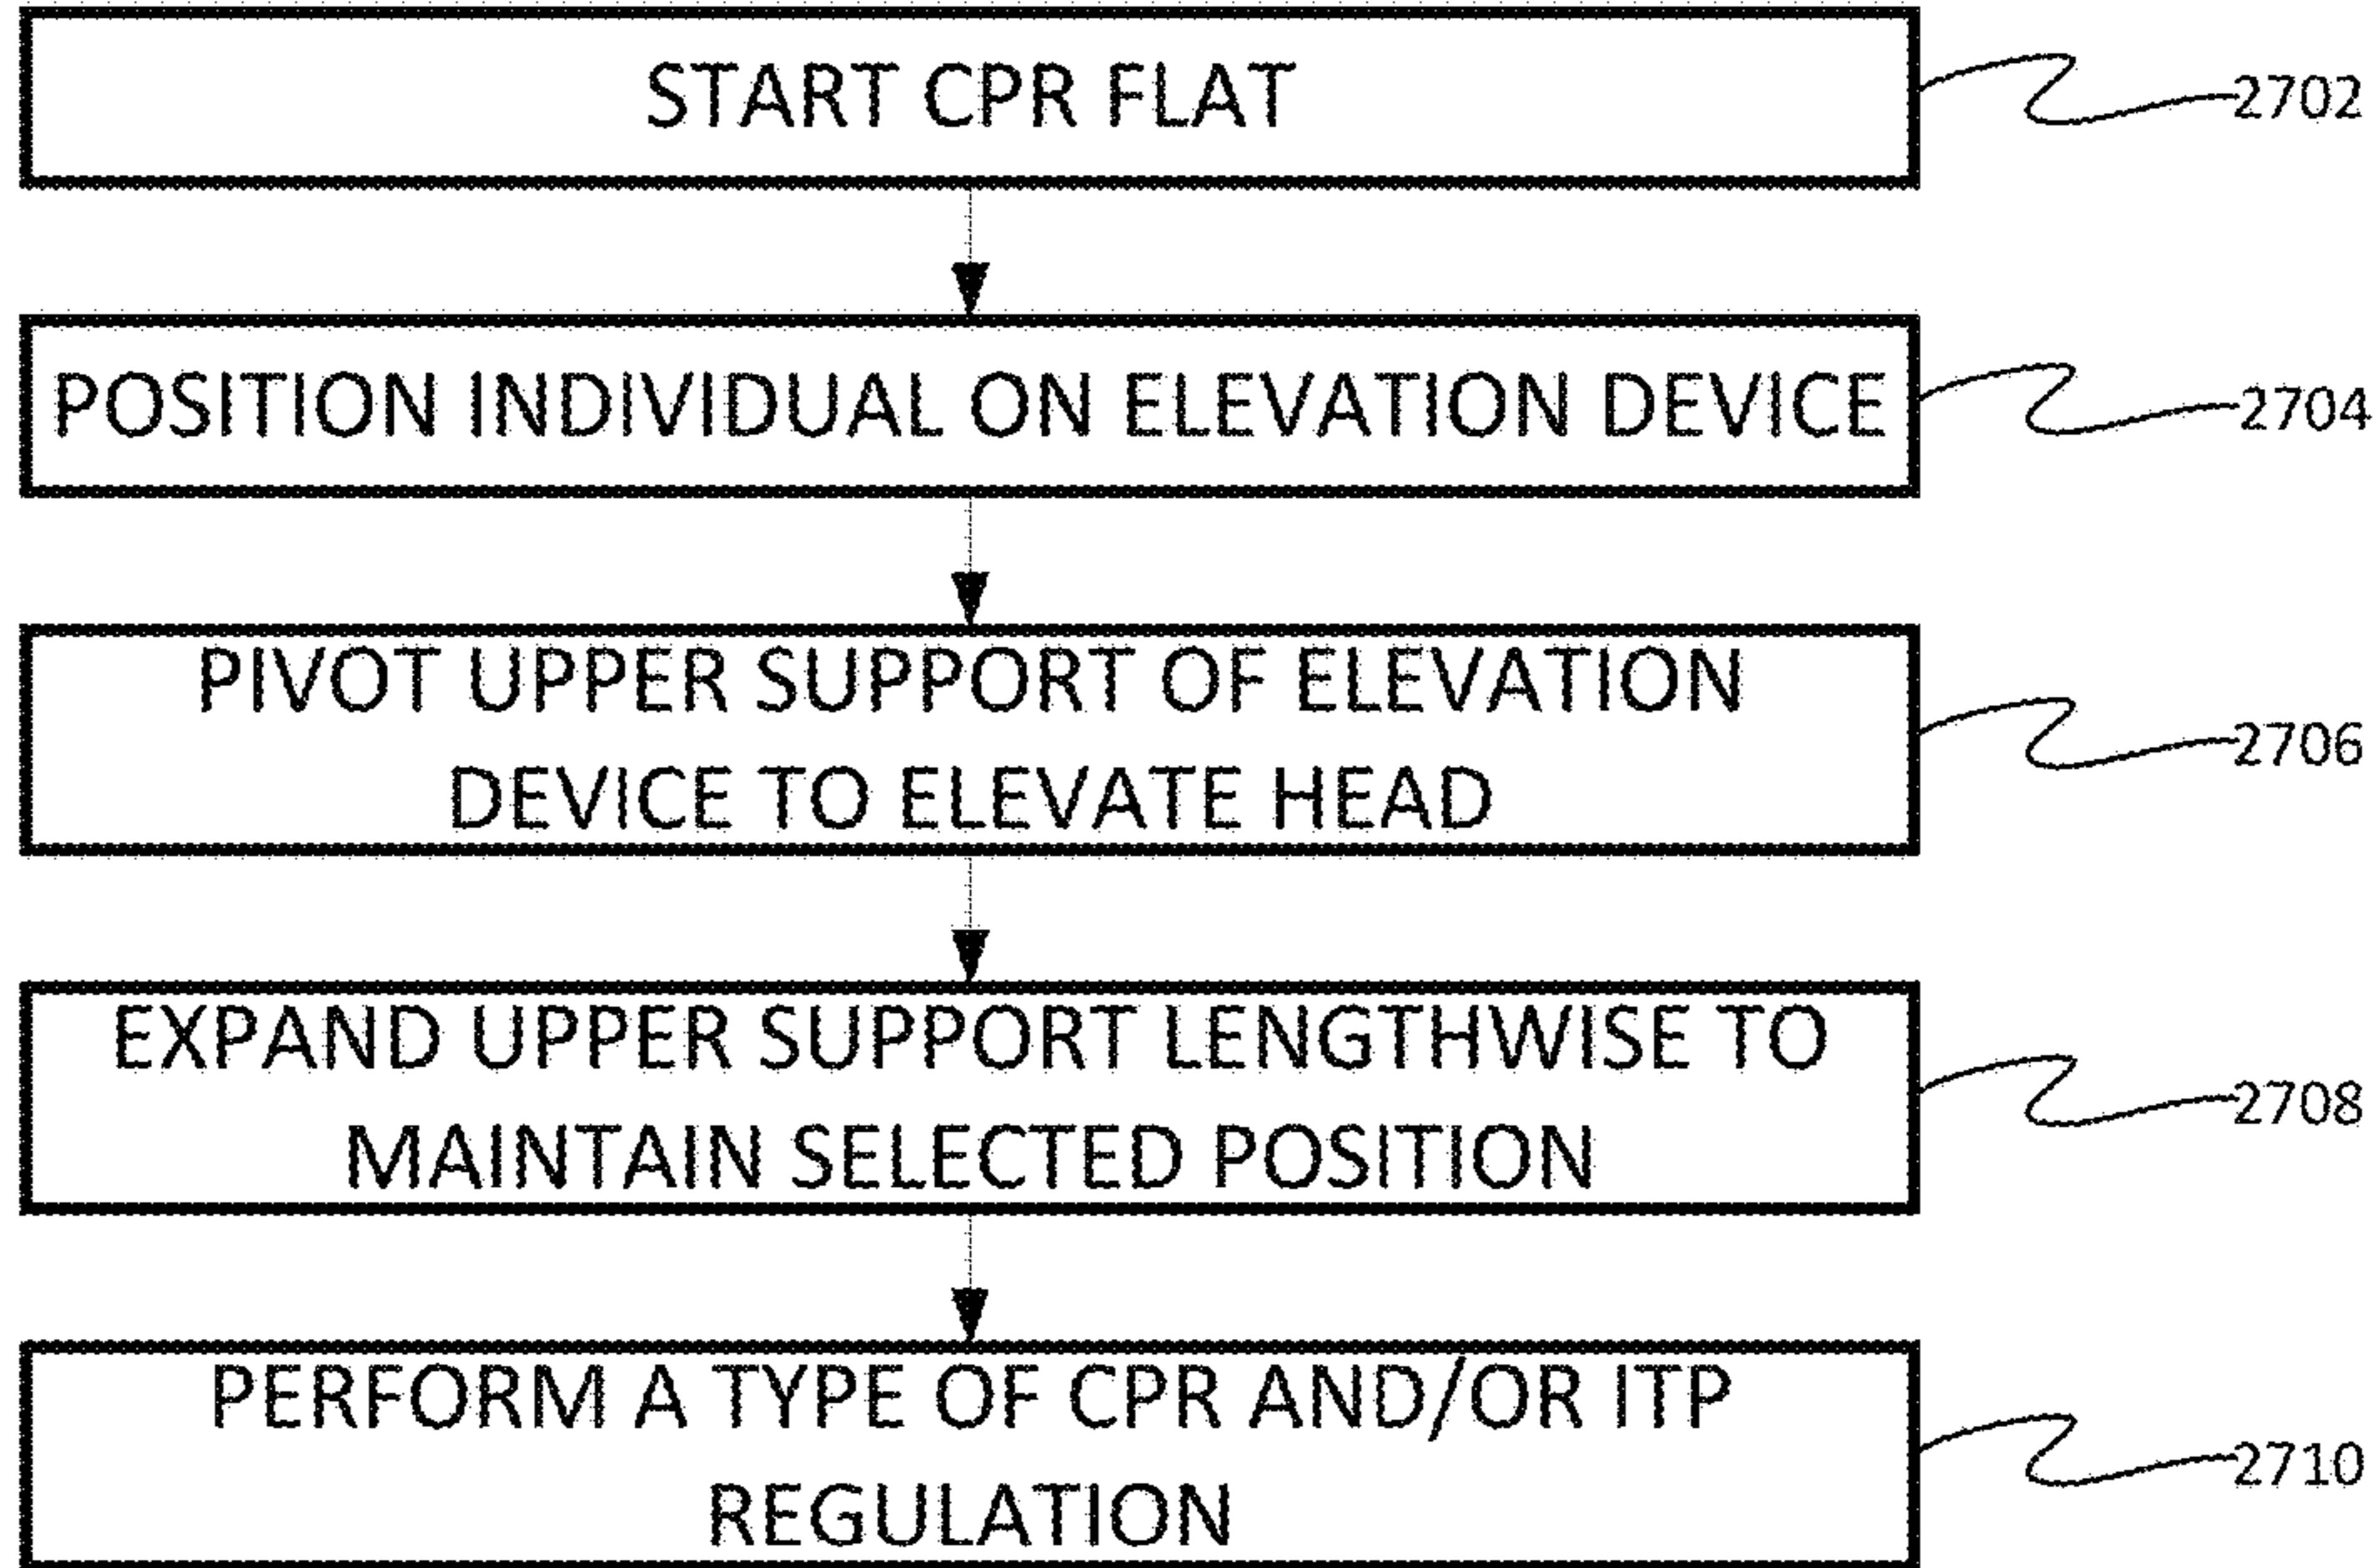 START CPR FLAT
2702
POSITION INDIVIDUAL ON ELEVATION DEVICE
2704
PIVOT UPPER SUPPORT OF ELEVATION
DEVICE TO ELEVATE HEAD
2706
EXPAND UPPER SUPPORT LENGTHWISE TO
MAINTAIN SELECTED POSITION
2708
PERFORM A TYPE OF CPR AND/OR ITP
REGULATION
2710